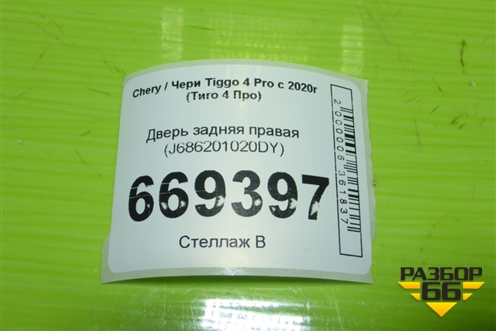 Chery / Чери Tiggo 4 Pro с 2020г
(Тиго 4 Про)
Дверь задняя правая
(J686201020DY)
669397
Стеллаж В
2000006361837
РАЗБОР
66